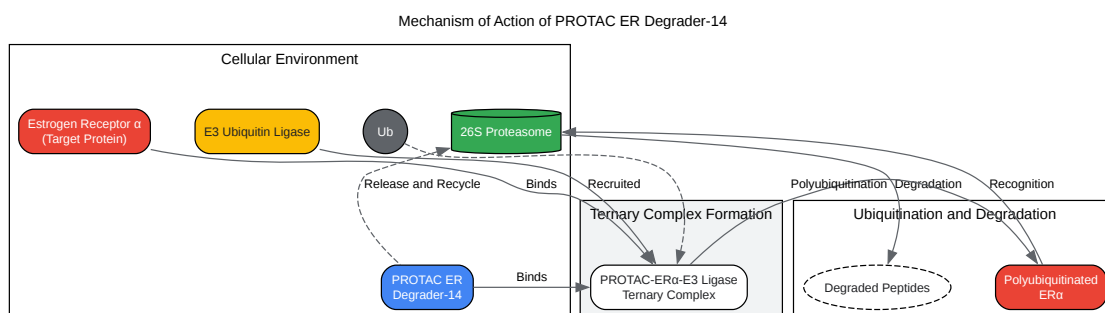 Mechanism of Action of PROTAC ER Degrader-14
Cellular Environment
Estrogen Receptor α
(Target Protein)
E3 Ubiquitin Ligase
Ub
26S Proteasome
Release and Recycle
Binds
Recruited
Polyubiquitination
Degradation
Recognition
Ternary Complex Formation
Ubiquitination and Degradation
PROTAC ER
Degrader-14
Binds
PROTAC-ERα-E3 Ligase
Ternary Complex
Degraded Peptides
Polyubiquitinated
ERα